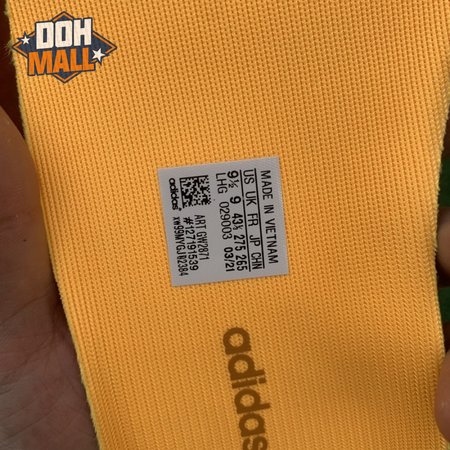 DOH
MALL
MADE IN VIETNAM
US UK FR JP CHN
9½ 9 43⅓ 275 265
LHG 029003 03/21
adidas
ART GW2871
#127191539
xw99MYGJN2384
adidas